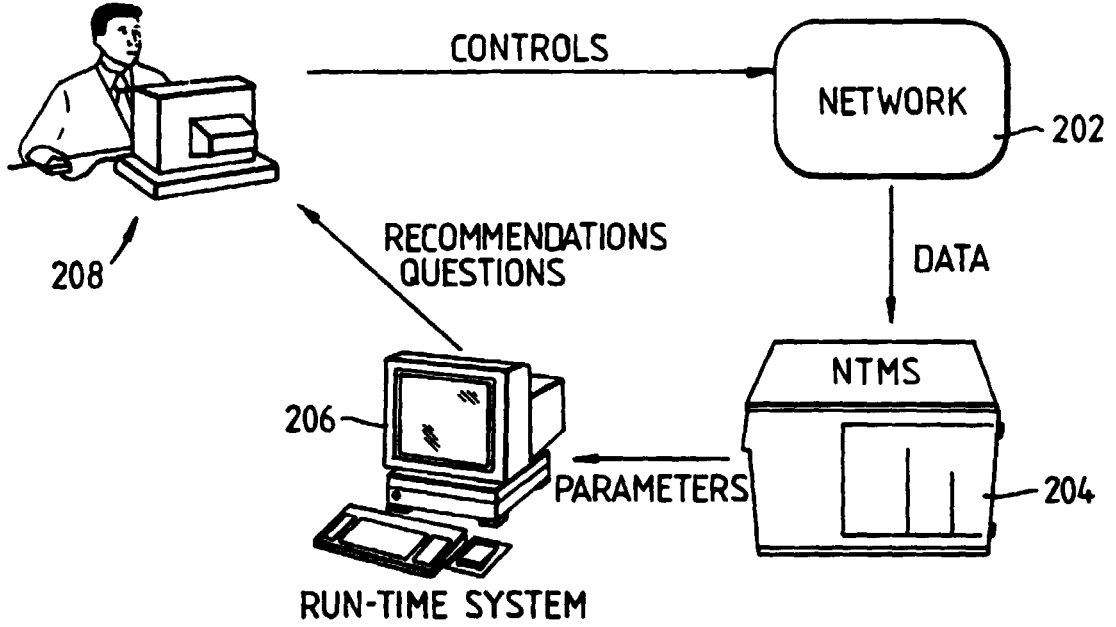 CONTROLS
NETWORK
202
208
RECOMMENDATIONS
QUESTIONS
DATA
NTMS
206
PARAMETERS
204
RUN-TIME SYSTEM